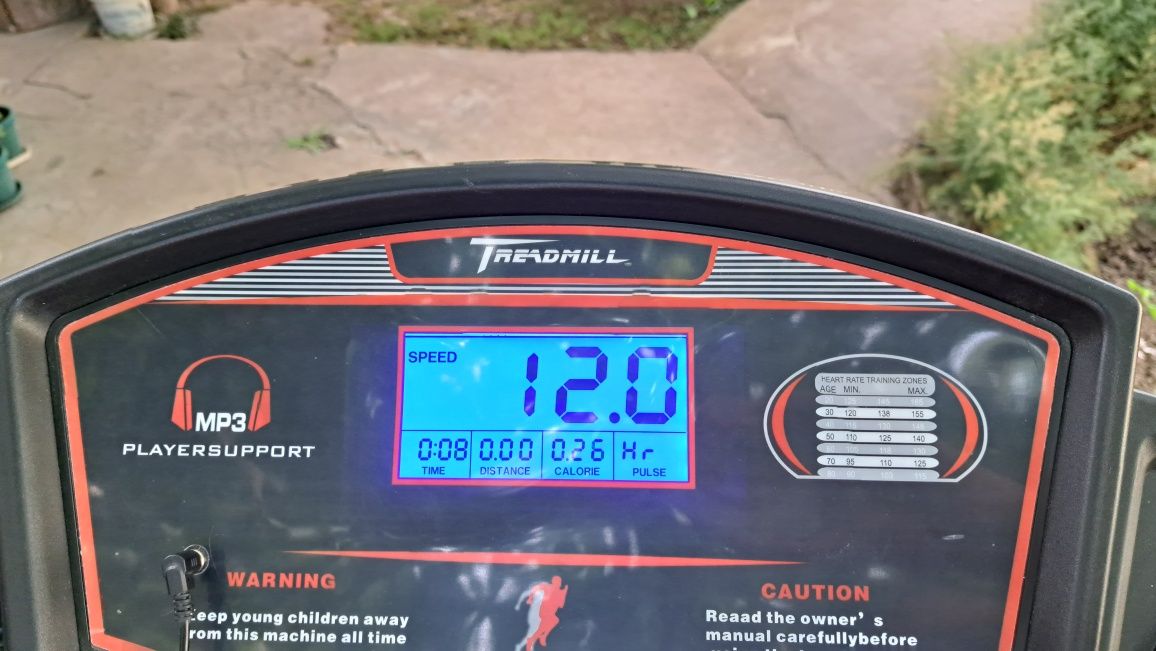 TREADMILL
SPEED
12.0
0:08 0.00 0.26 Hr
TIME DISTANCE CALORIE PULSE
MP3
PLAYERSUPPORT
HEART RATE TRAINING ZONES
AGE MIN. MAX.
30 120 138 155
50 110 125 140
70 95 110 125
WARNING
Keep young children away
from this machine all time
CAUTION
Reaad the owner's
manual carefullybefore